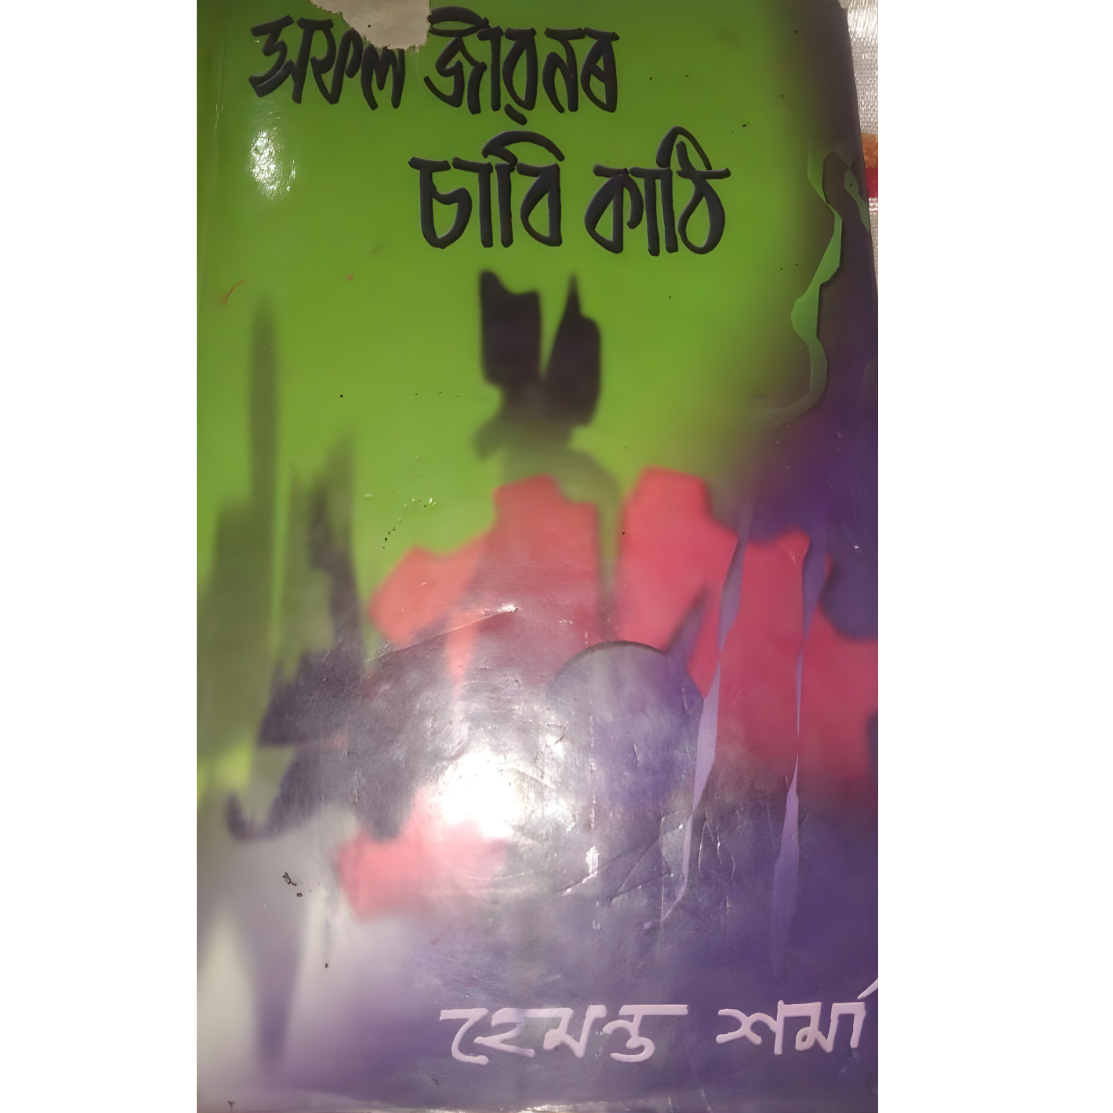 সফল জীৱনৰ
চাবি কাঠি
হেমন্ত শৰ্মা